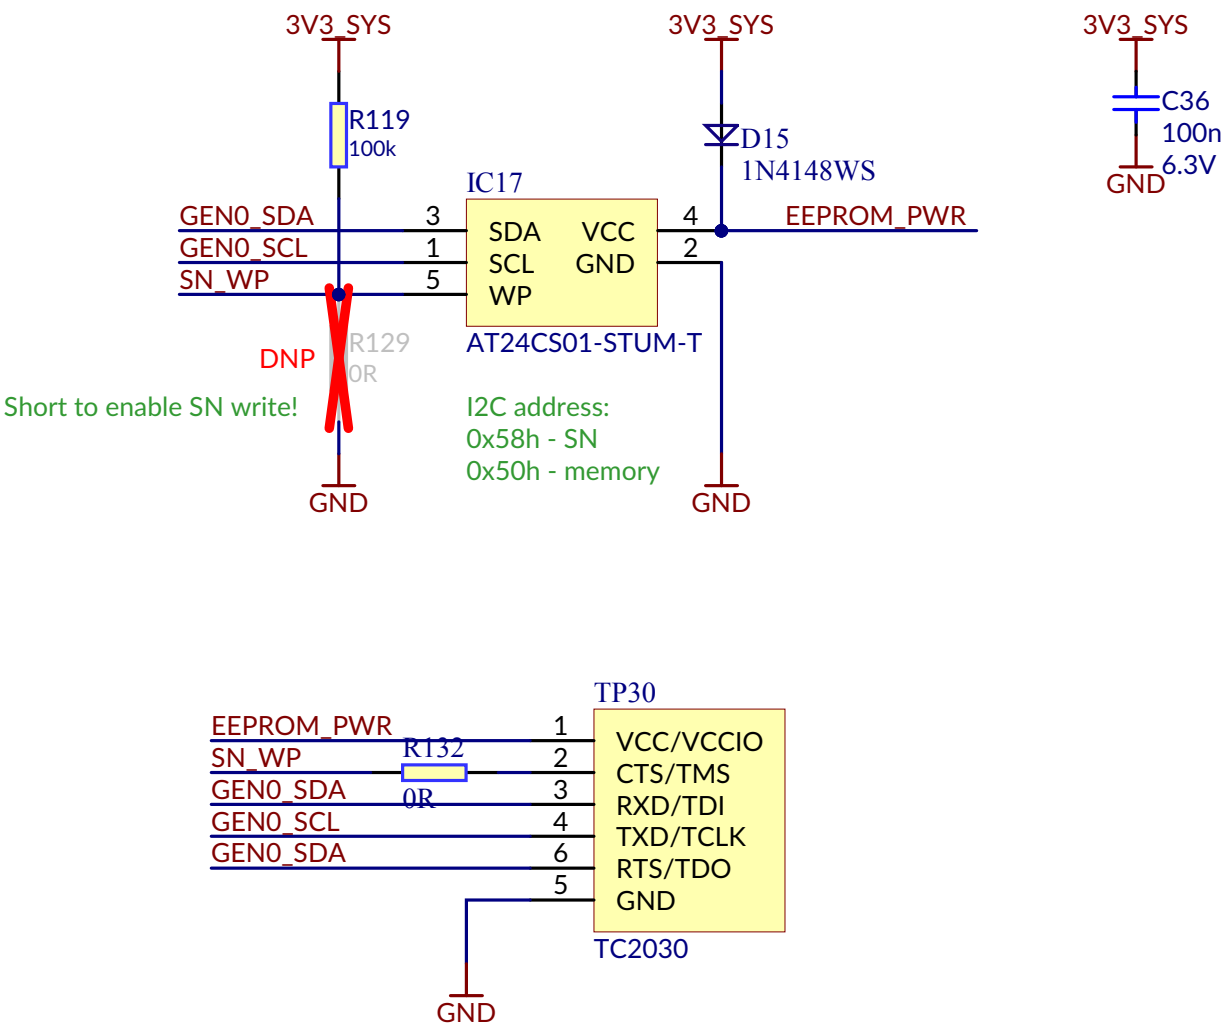 3V3_SYS
3V3_SYS
3V3_SYS
R119
100k
D15
1N4148WS
C36
100n
6.3V
GND
IC17
GEN0_SDA
3
SDA
VCC
4
EEPROM_PWR
GEN0_SCL
1
SCL
GND
2
SN_WP
5
WP
AT24CS01-STUM-T
DNP
R129
0R
Short to enable SN write!
I2C address:
0x58h - SN
0x50h - memory
GND
GND
TP30
EEPROM_PWR
1
VCC/VCCIO
SN_WP
R132
0R
2
CTS/TMS
GEN0_SDA
3
RXD/TDI
GEN0_SCL
4
TXD/TCLK
GEN0_SDA
6
RTS/TDO
5
GND
TC2030
GND